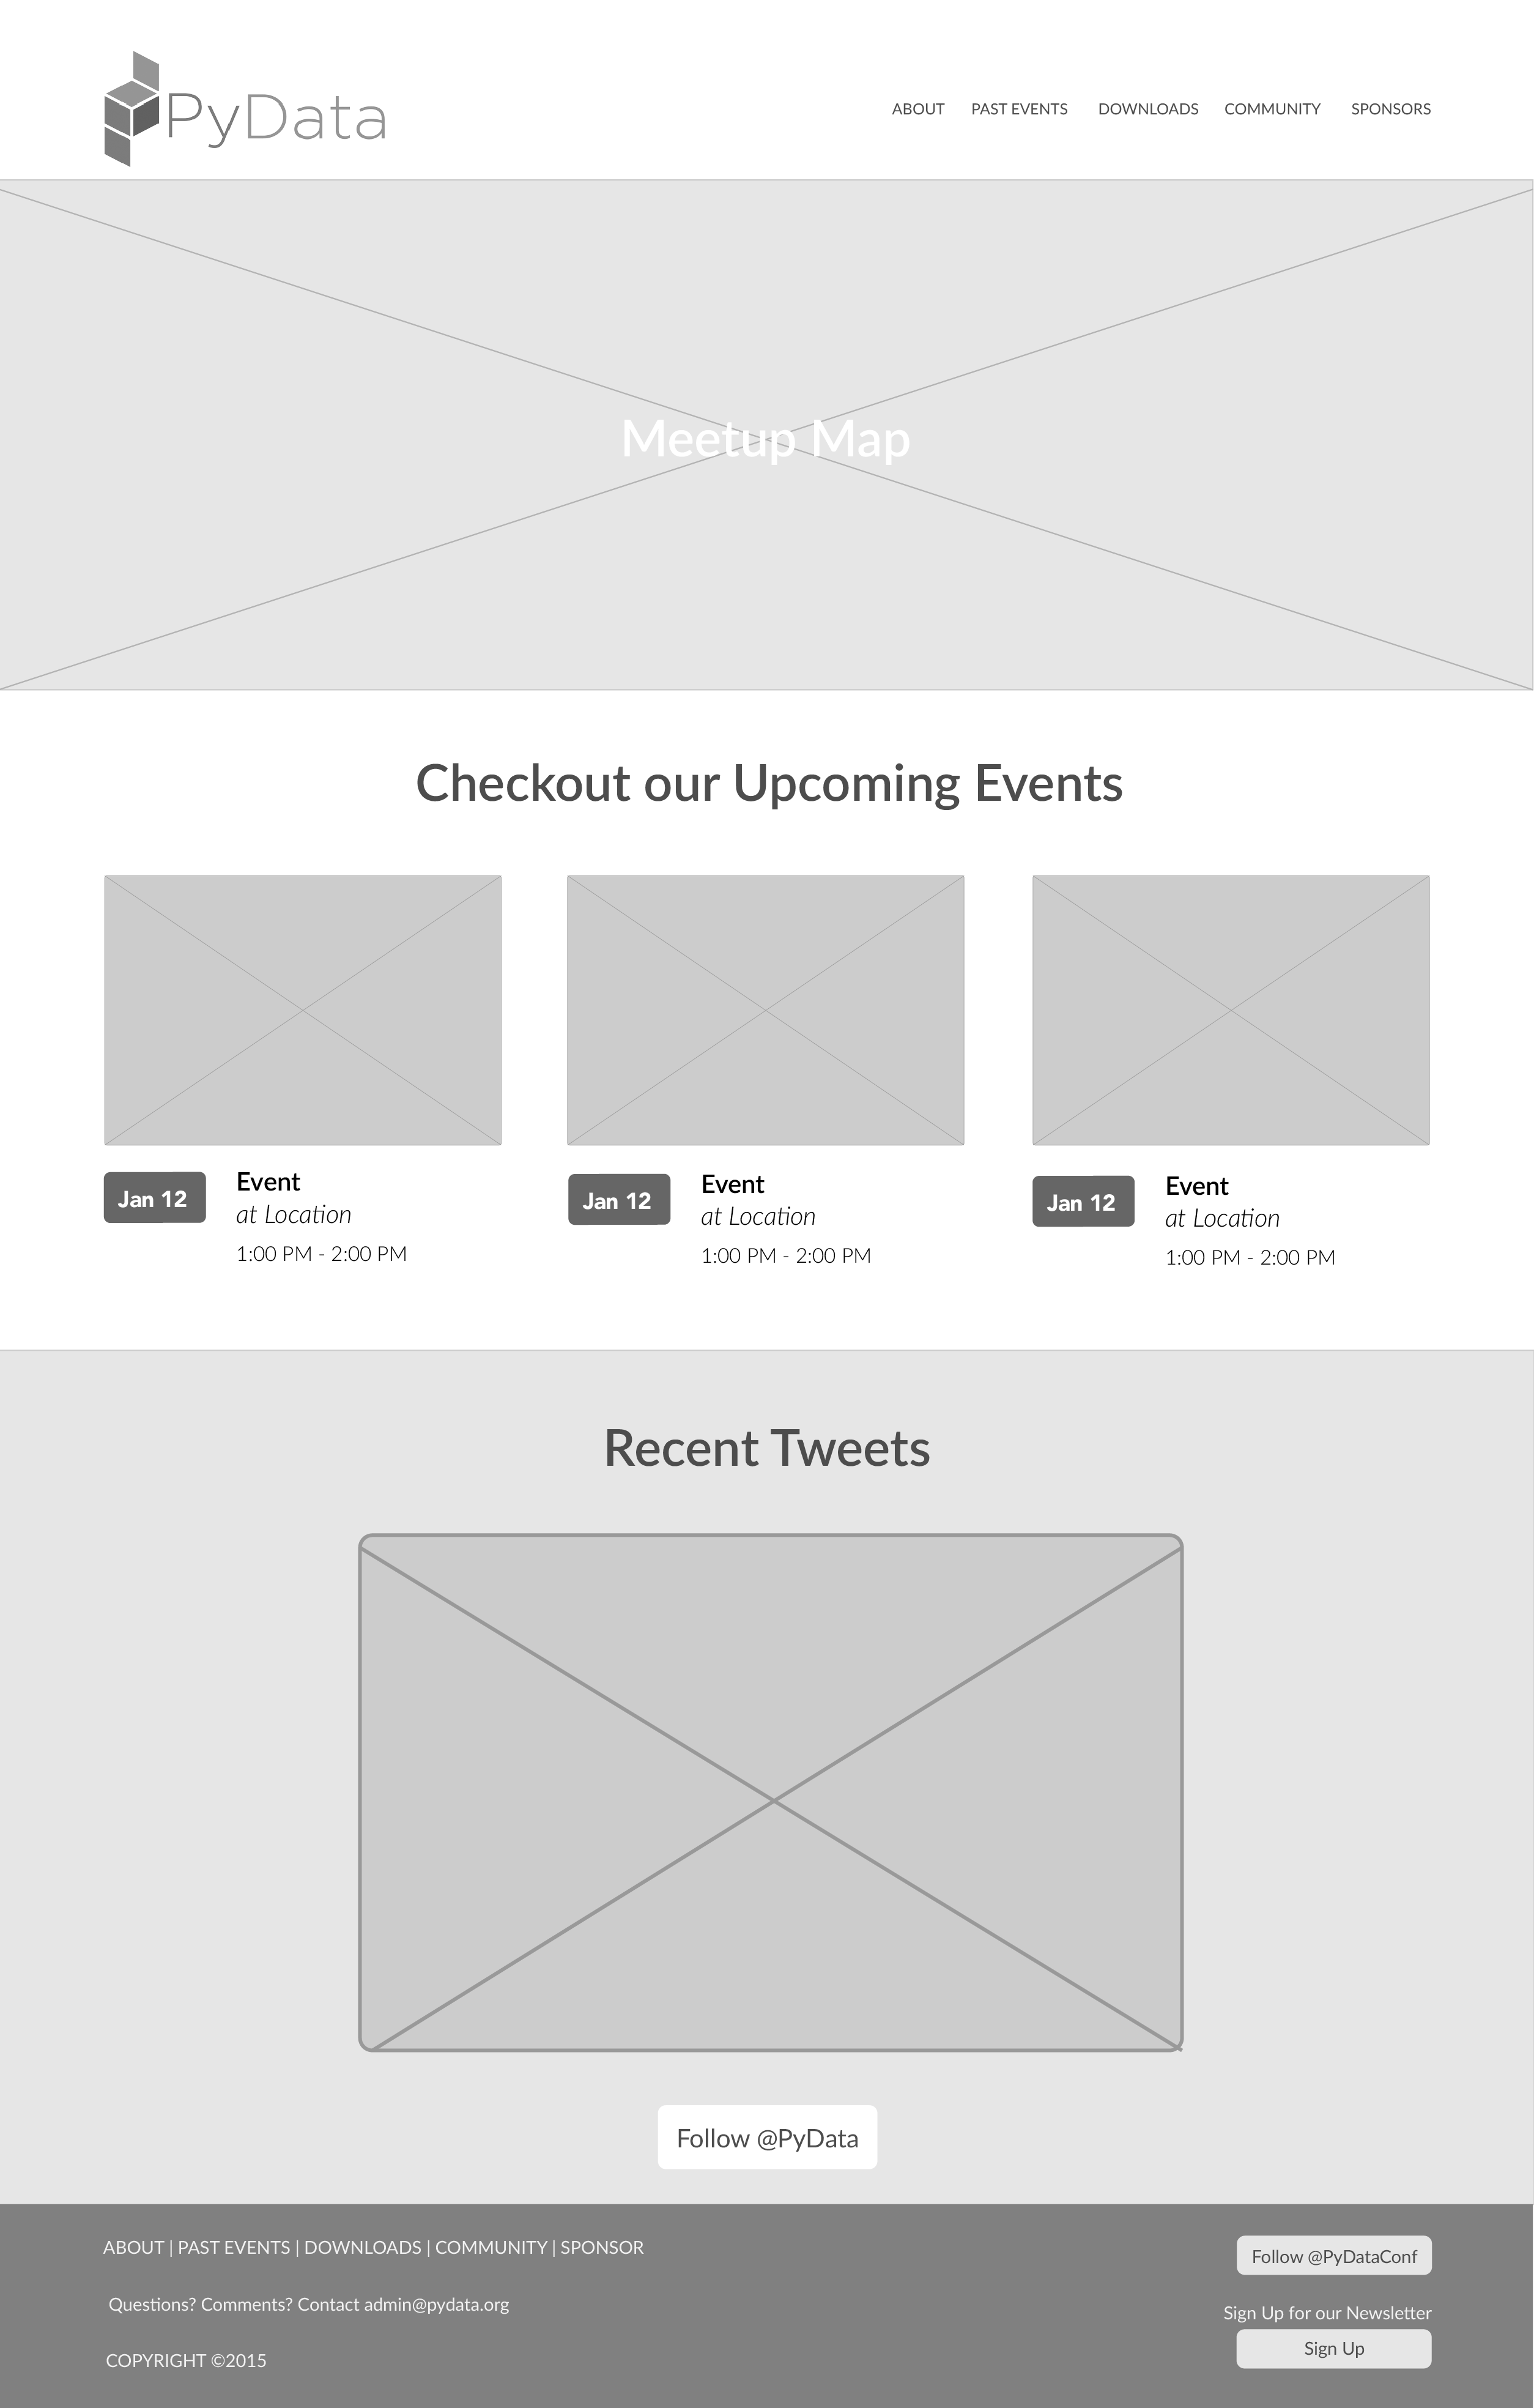 PyData
ABOUT PAST EVENTS DOWNLOADS COMMUNITY SPONSORS
Meetup Map
Checkout our Upcoming Events
Jan 12
Event
at Location
1:00 PM - 2:00 PM
Jan 12
Event
at Location
1:00 PM - 2:00 PM
Jan 12
Event
at Location
1:00 PM - 2:00 PM
Recent Tweets
Follow @PyData
ABOUT | PAST EVENTS | DOWNLOADS | COMMUNITY | SPONSOR
Questions? Comments? Contact admin@pydata.org
COPYRIGHT ©2015
Follow @PyDataConf
Sign Up for our Newsletter
Sign Up